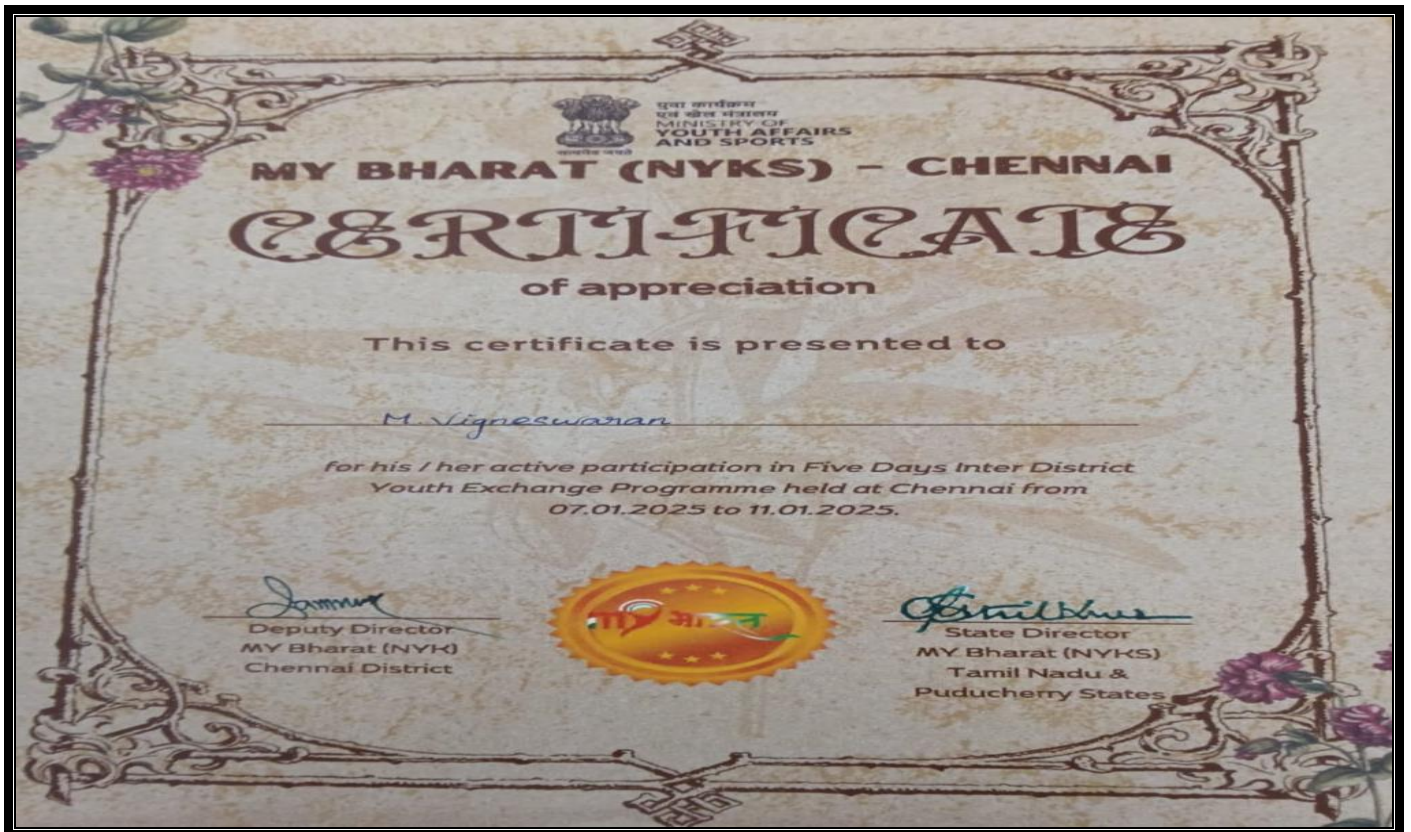 युवा कार्यक्रम
एवं खेल मंत्रालय
MINISTRY OF
YOUTH AFFAIRS
AND SPORTS
सत्यमेव जयते
MY BHARAT (NYKS) - CHENNAI
CERTIFICATE
of appreciation
This certificate is presented to
M. Vigneswaran
for his / her active participation in Five Days Inter District
Youth Exchange Programme held at Chennai from
07.01.2025 to 11.01.2025.
Deputy Director
MY Bharat (NYK)
Chennai District
State Director
MY Bharat (NYKS)
Tamil Nadu &
Puducherry States